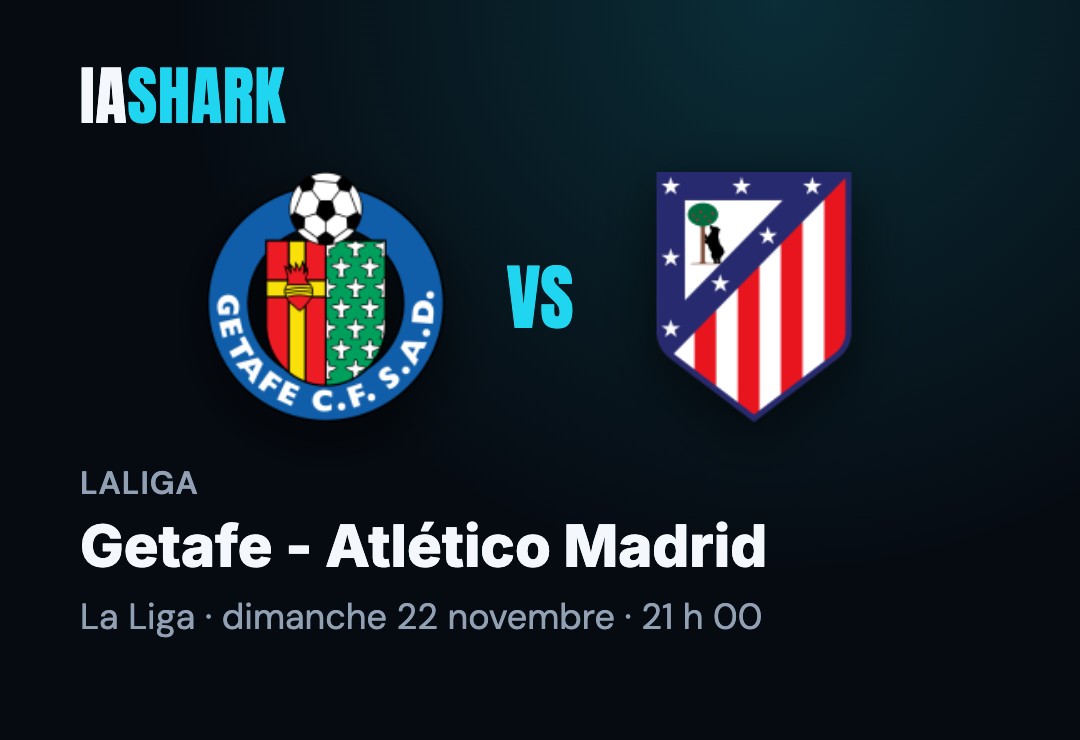 IASHARK
GETAFE C.F. S.A.D.
VS
LALIGA
Getafe - Atlético Madrid
La Liga · dimanche 22 novembre · 21 h 00